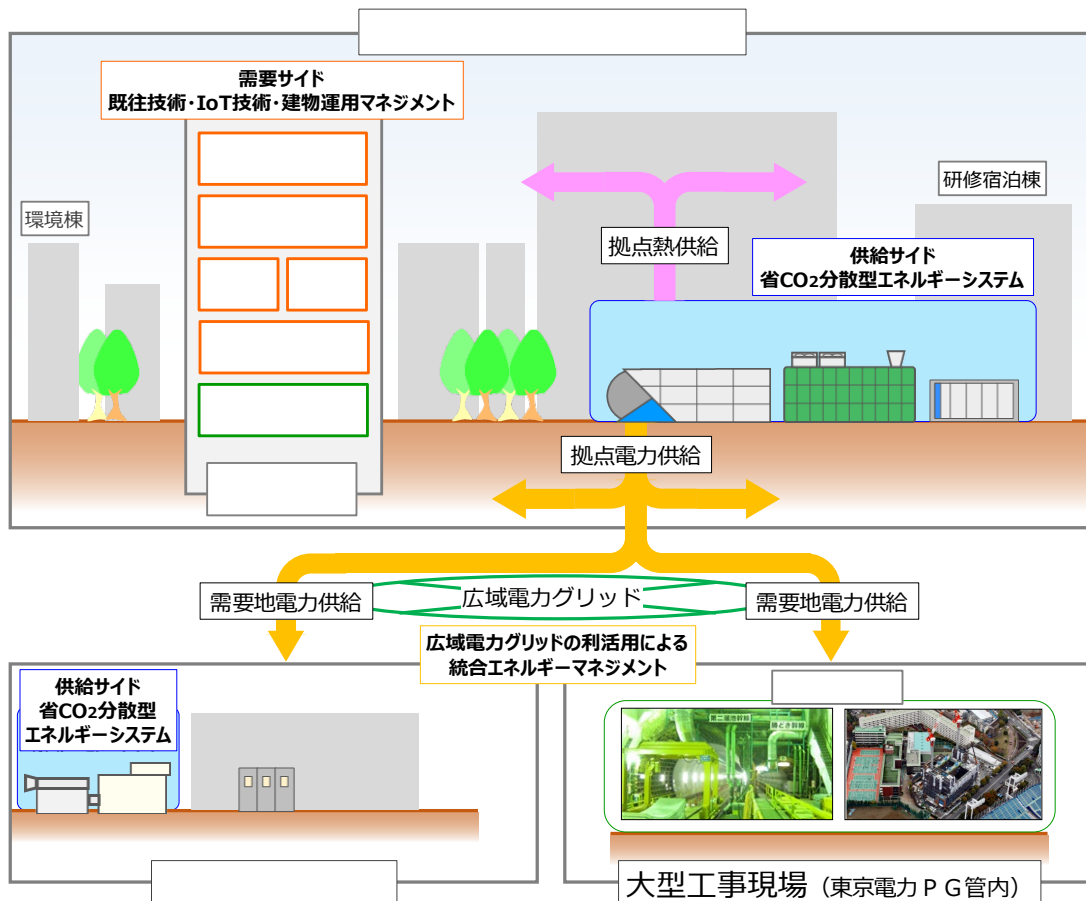 需要サイド
既往技術・IoT技術・建物運用マネジメント
環境棟
研修宿泊棟
拠点熱供給
供給サイド
省CO2分散型エネルギーシステム
拠点電力供給
需要地電力供給
広域電力グリッド
需要地電力供給
広域電力グリッドの利活用による
統合エネルギーマネジメント
供給サイド
省CO2分散型
エネルギーシステム
大型工事現場（東京電力ＰＧ管内）